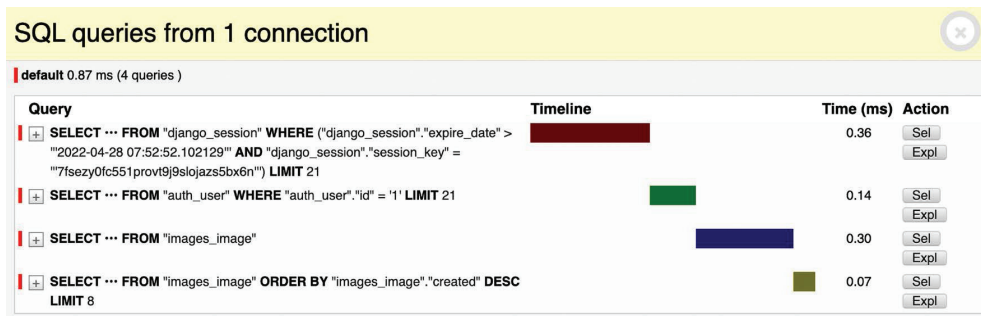 SQL queries from 1 connection
default 0.87 ms (4 queries )
Query Timeline Time (ms) Action
+ SELECT ··· FROM "django_session" WHERE ("django_session"."expire_date" > 0.36 Sel
'''2022-04-28 07:52:52.102129''' AND "django_session"."session_key" = Expl
'''7fsezy0fc551provt9j9slojazs5bx6n''') LIMIT 21
+ SELECT ··· FROM "auth_user" WHERE "auth_user"."id" = '1' LIMIT 21 0.14 Sel
Expl
+ SELECT ··· FROM "images_image" 0.30 Sel
Expl
+ SELECT ··· FROM "images_image" ORDER BY "images_image"."created" DESC 0.07 Sel
LIMIT 8 Expl